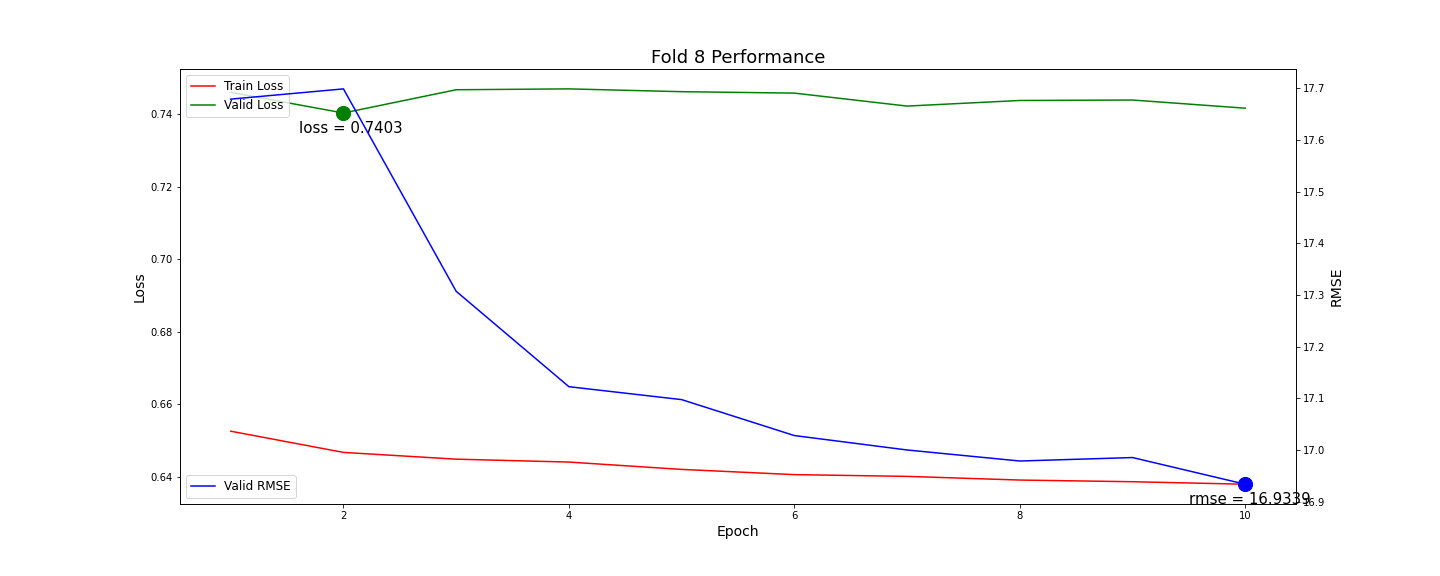 Fold 8 Performance
Train Loss
Valid Loss
loss = 0.7403
0.74
0.72
0.70
0.68
0.66
0.64
Loss
17.7
17.6
17.5
17.4
17.3
17.2
17.1
17.0
16.9
RMSE
Valid RMSE
rmse = 16.9339
2
4
6
8
10
Epoch